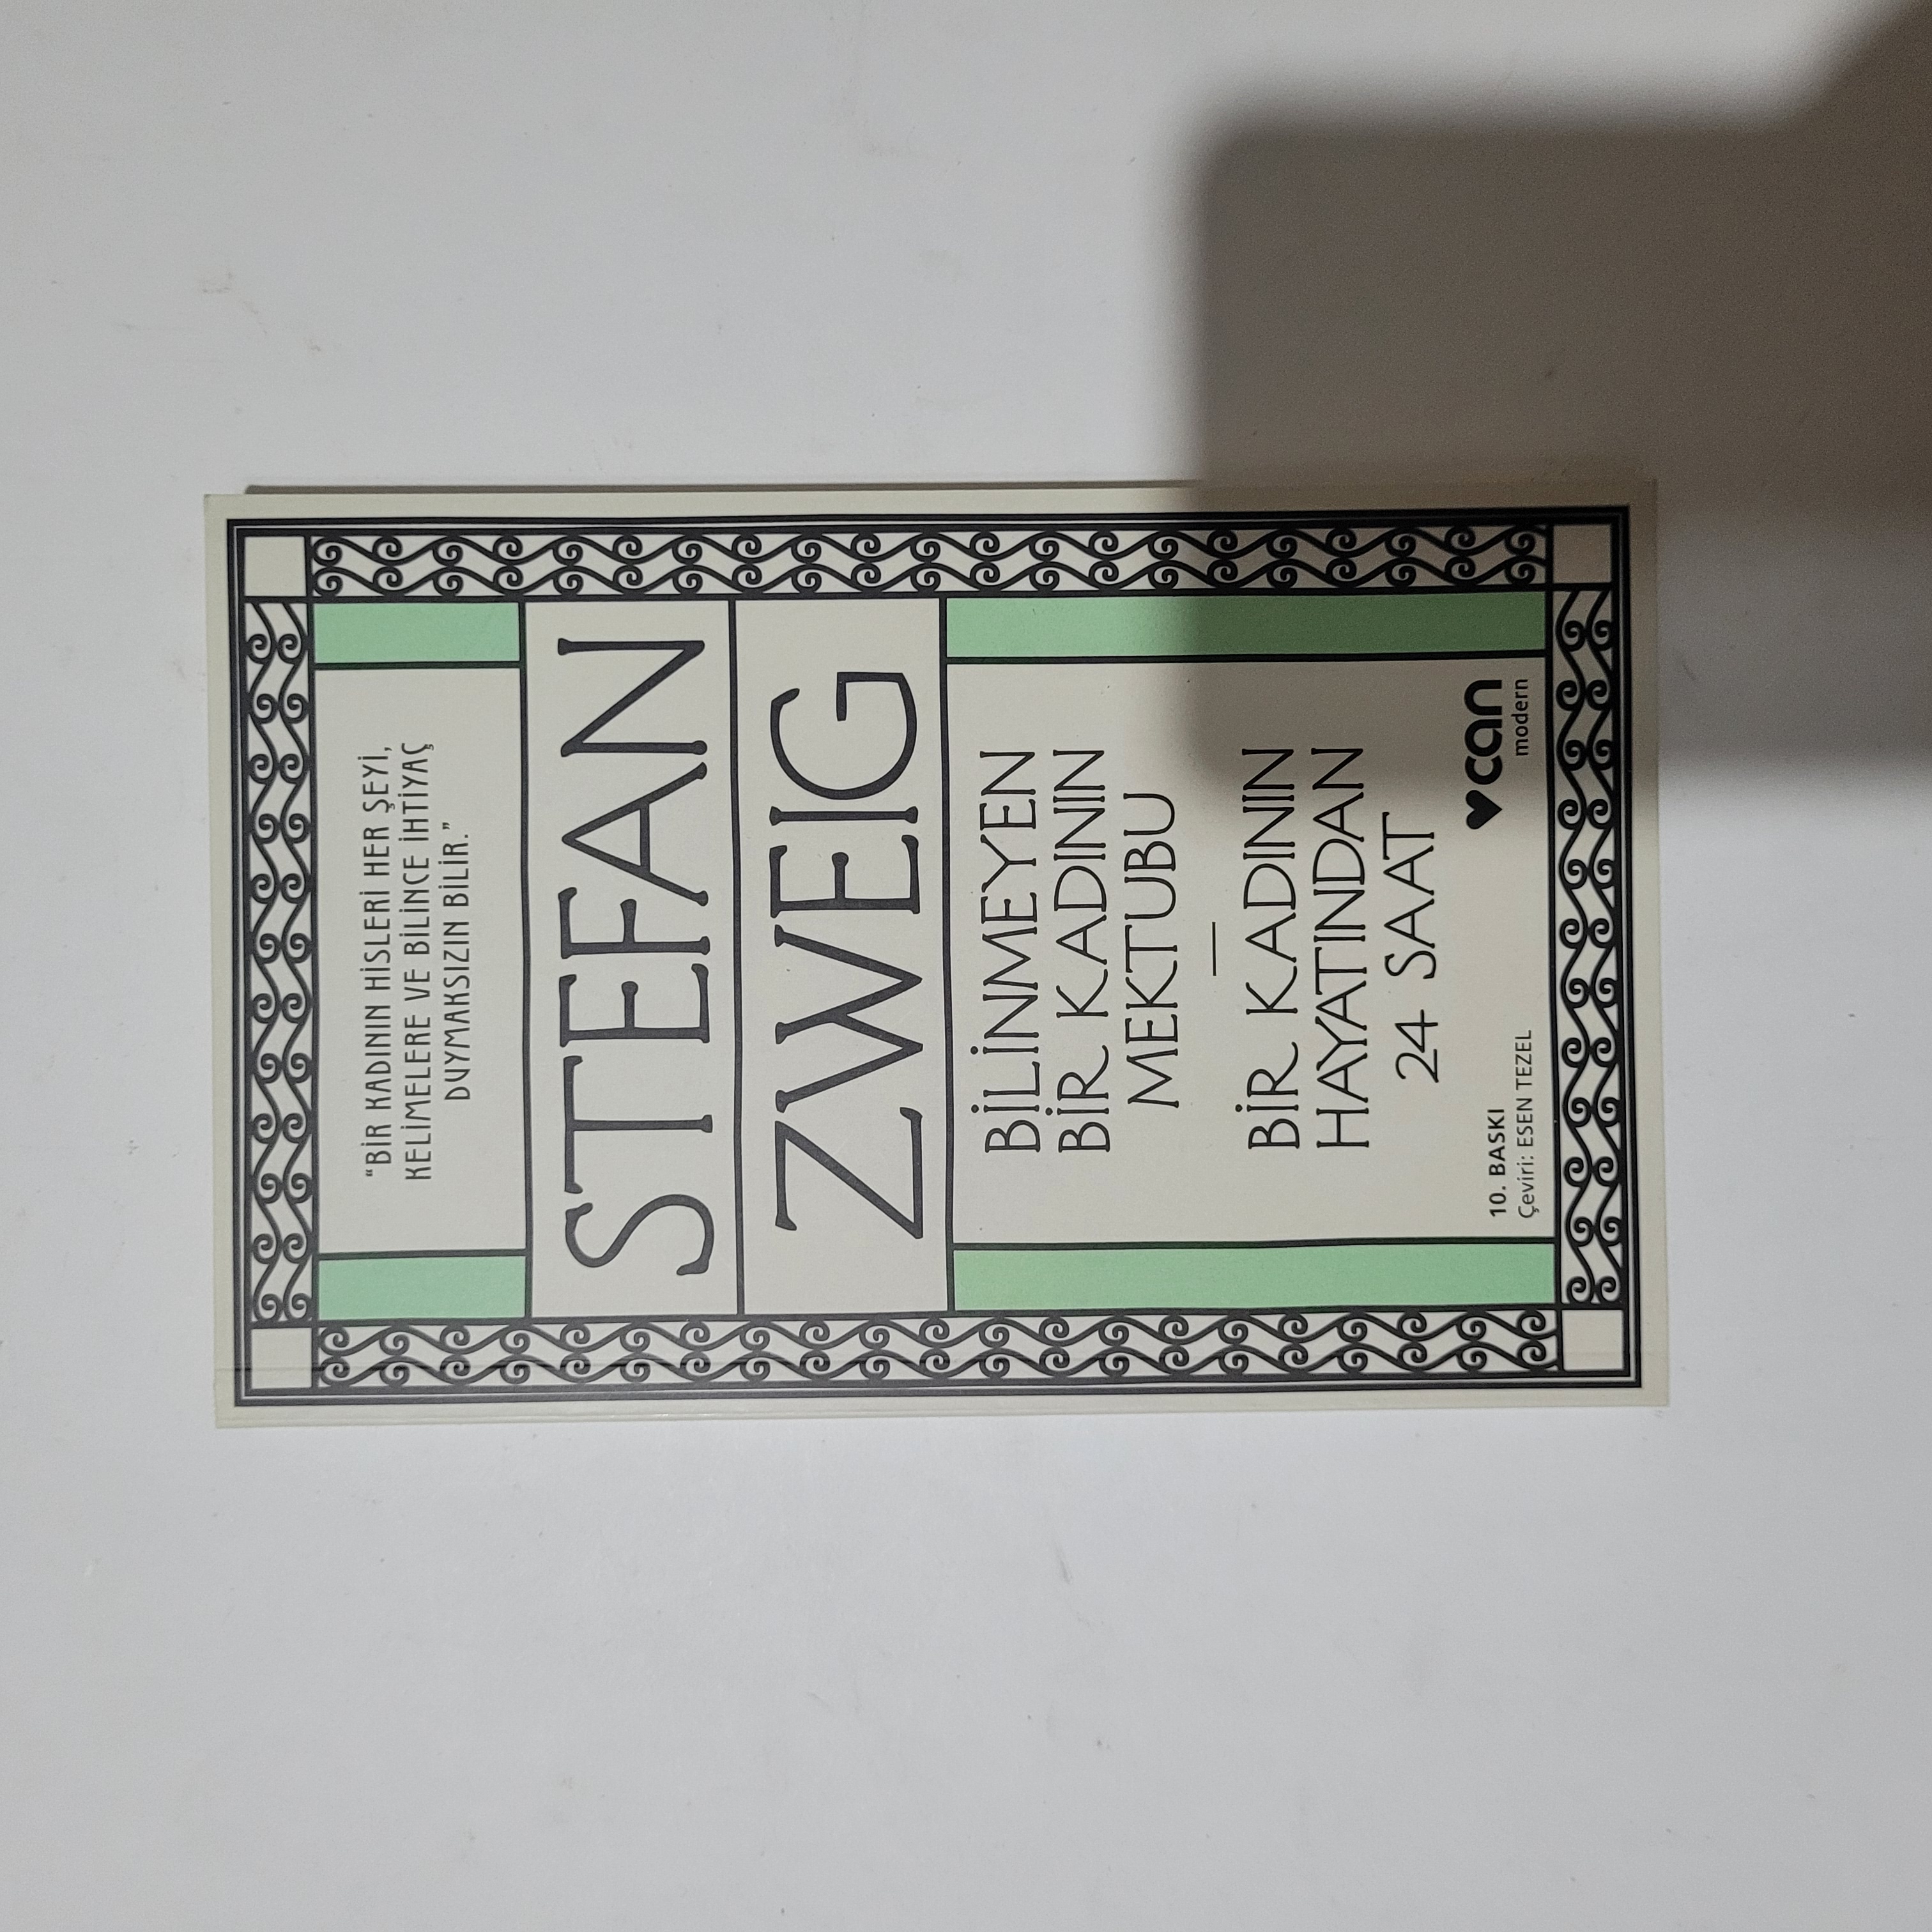 “BİR KADININ HİSLERİ HER ŞEYİ,
KELİMELERE VE BİLİNCE İHTİYAÇ
DUYMAKSIZIN BİLİR.”
STEFAN
ZWEIG
BİLİNMEYEN
BİR KADININ
MEKTUBU
—
BİR KADININ
HAYATINDAN
24 SAAT
10. BASKI
Çeviri: ESEN TEZEL
can
modern